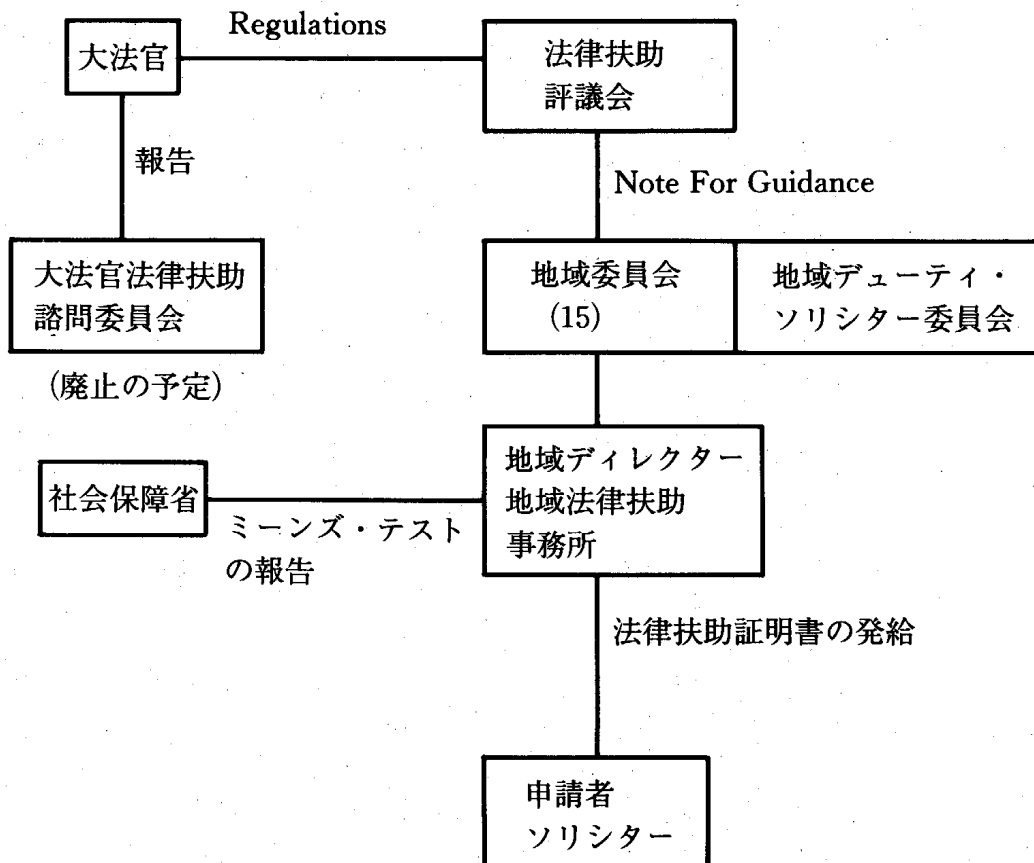 Regulations
大法官
法律扶助
評議会
報告
Note For Guidance
大法官法律扶助
諮問委員会
地域委員会
(15)
地域デューティ・
ソリシター委員会
(廃止の予定)
社会保障省
ミーンズ・テスト
の報告
地域ディレクター
地域法律扶助
事務所
法律扶助証明書の発給
申請者
ソリシター